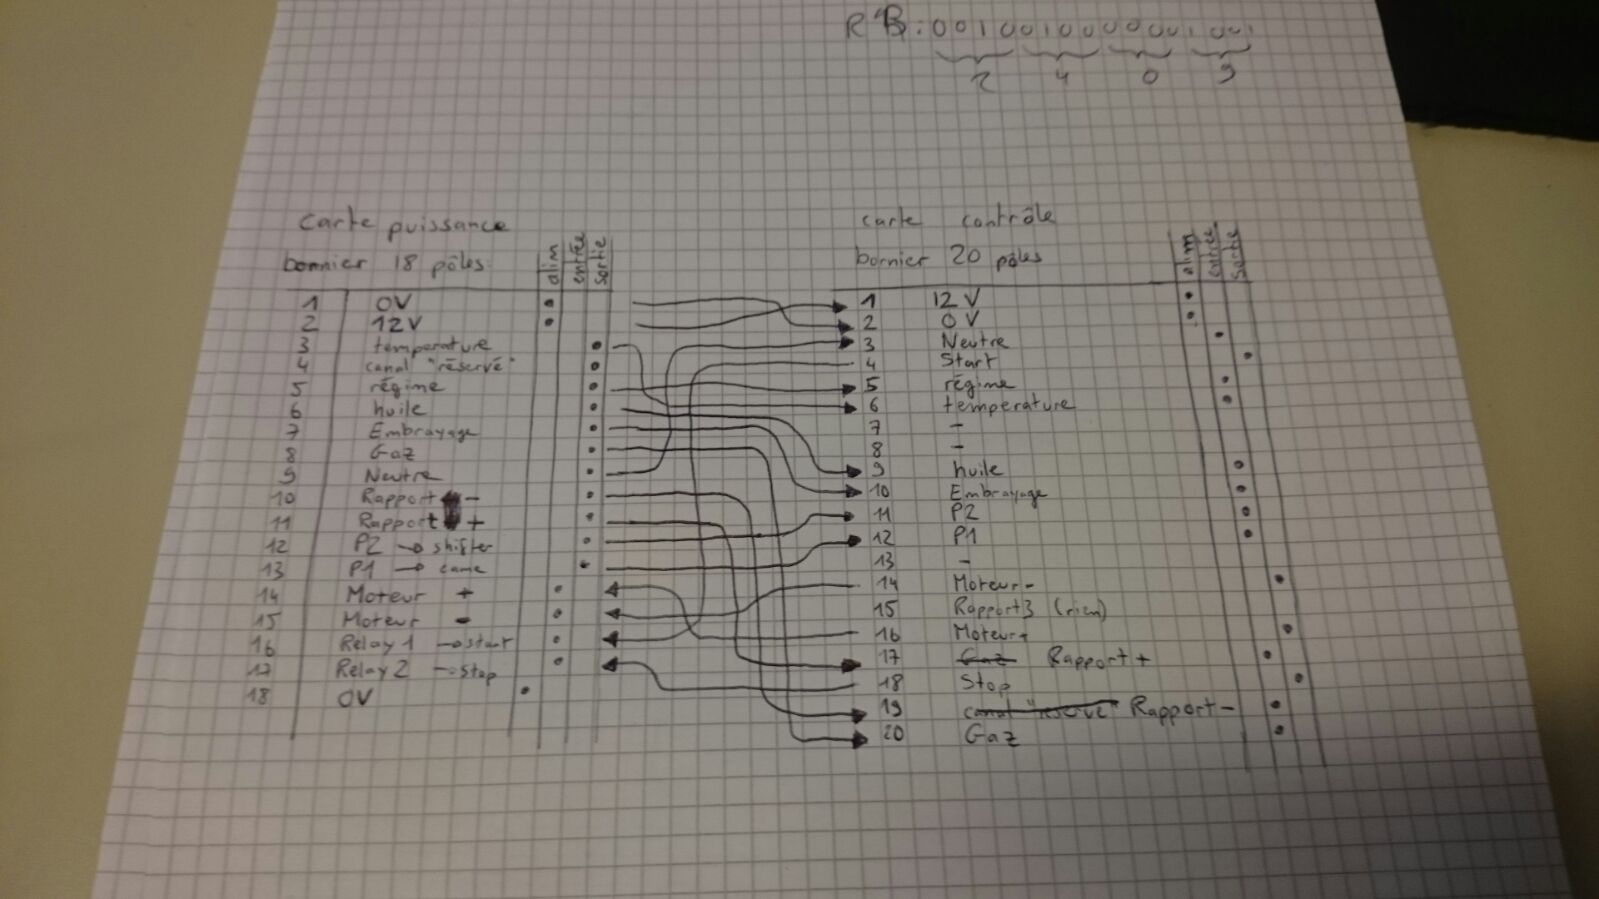 RB: 0010 0100 0000 1001
2 4 0 9
Carte puissance
bornier 18 pôles:
alim
entrée
sortie
1 0V
2 12V
3 temperature
4 canal "réservé"
5 régime
6 huile
7 Embrayage
8 Gaz
9 Neutre
10 Rapport -
11 Rapport +
12 P2 → shifter
13 P1 → came
14 Moteur +
15 Moteur -
16 Relay 1 → start
17 Relay 2 → stop
18 0V
carte contrôle
bornier 20 pôles
alim
entrée
sortie
1 12 V
2 0 V
3 Neutre
4 Start
5 régime
6 temperature
7 -
8 -
9 huile
10 Embrayage
11 P2
12 P1
13 -
14 Moteur -
15 Rapport 3 (rien)
16 Moteur +
17 Gaz Rapport +
18 Stop
19 canal "réservé" Rapport -
20 Gaz